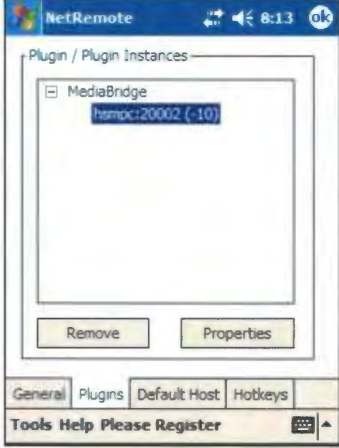 NetRemote 8:13 ok
Plugin / Plugin Instances
MediaBridge
hsmpc:20002 (-10)
Remove Properties
General Plugins Default Host Hotkeys
Tools Help Please Register